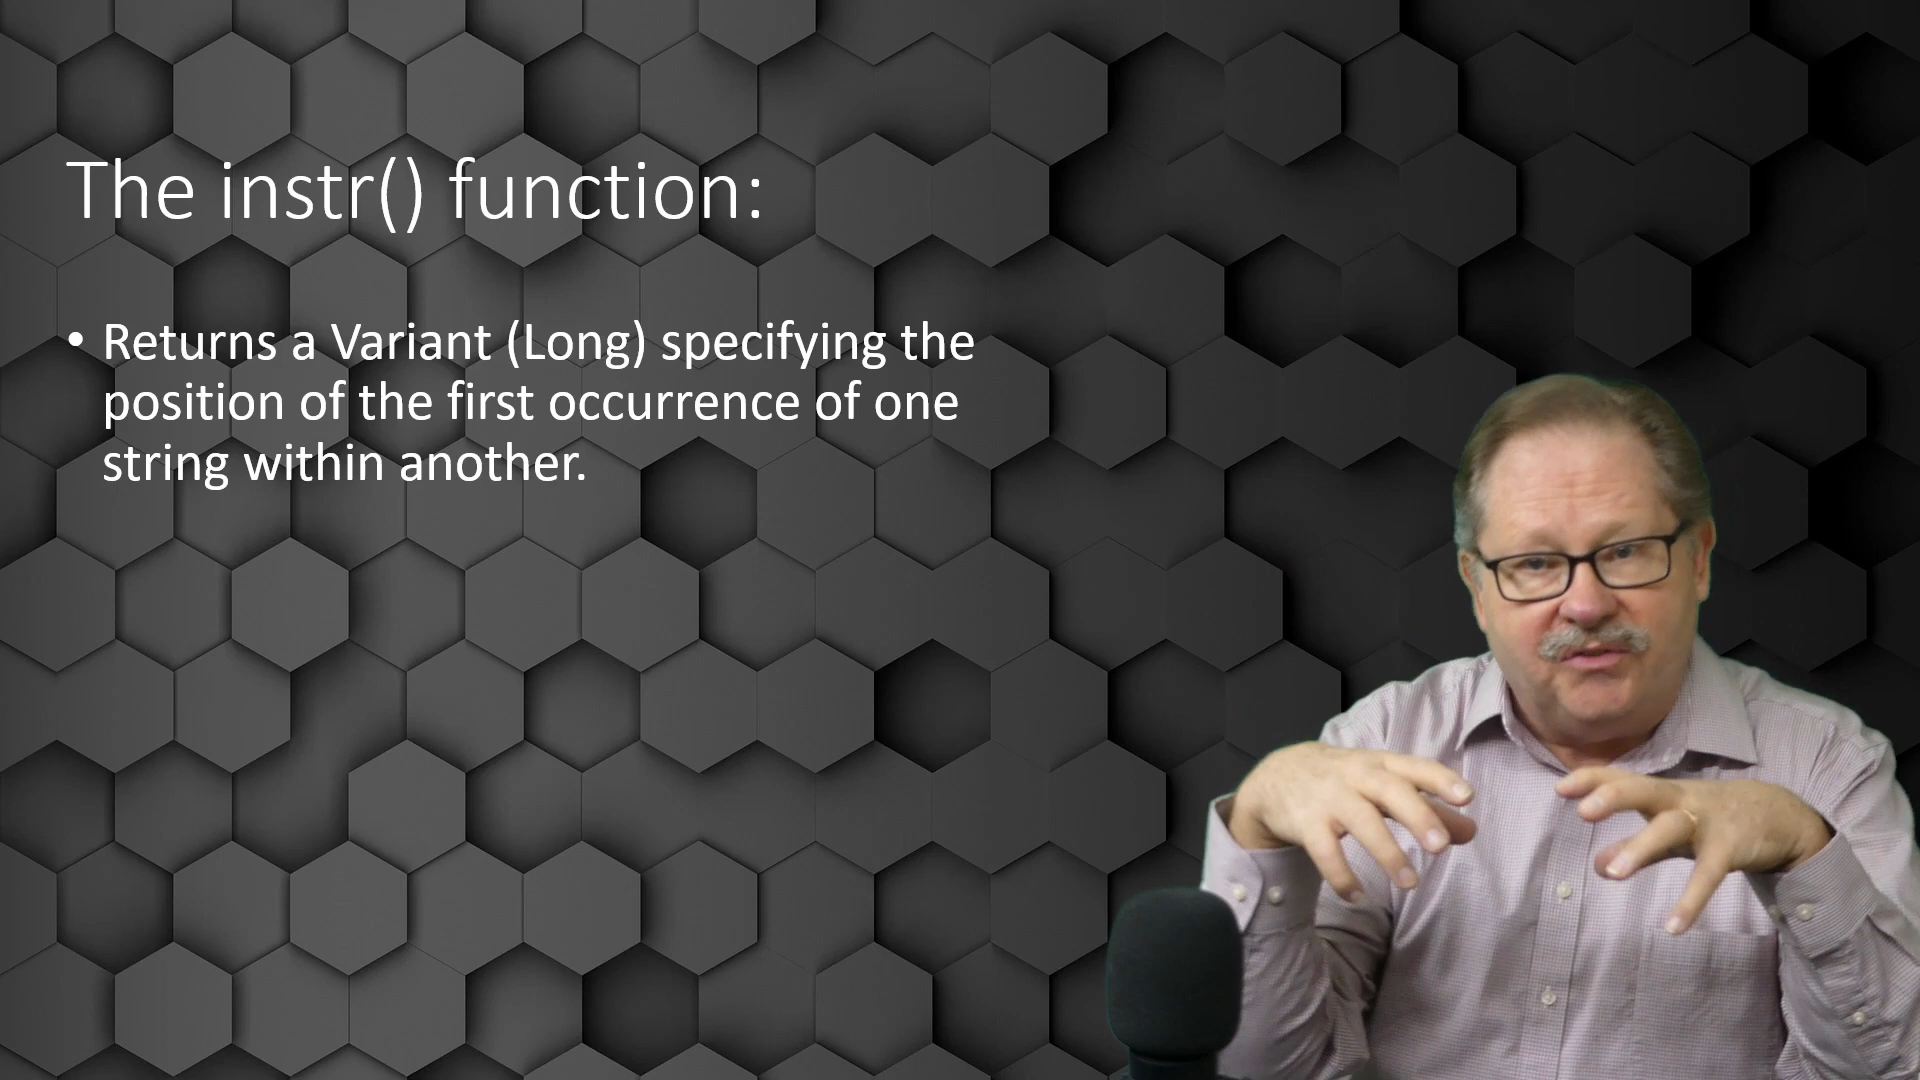 The instr() function:
• Returns a Variant (Long) specifying the
position of the first occurrence of one
string within another.